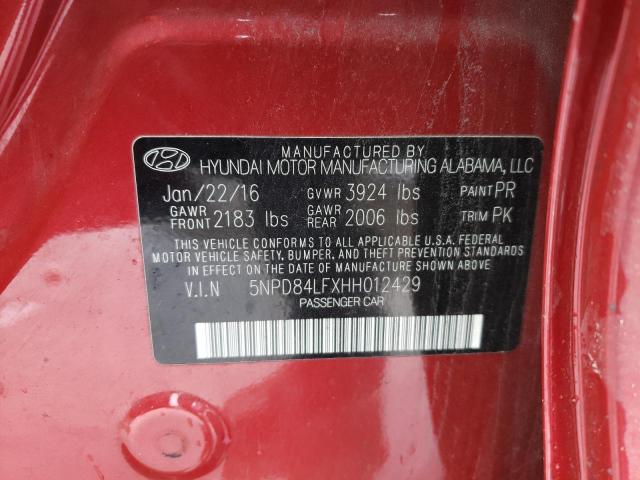 MANUFACTURED BY
HYUNDAI MOTOR MANUFACTURING ALABAMA, LLC
Jan/22/16 GVWR 3924 lbs PAINT PR
GAWR FRONT 2183 lbs GAWR REAR 2006 lbs TRIM PK
THIS VEHICLE CONFORMS TO ALL APPLICABLE U.S.A. FEDERAL
MOTOR VEHICLE SAFETY, BUMPER, AND THEFT PREVENTION STANDARDS
IN EFFECT ON THE DATE OF MANUFACTURE SHOWN ABOVE.
V.I.N 5NPD84LFXHH012429
PASSENGER CAR